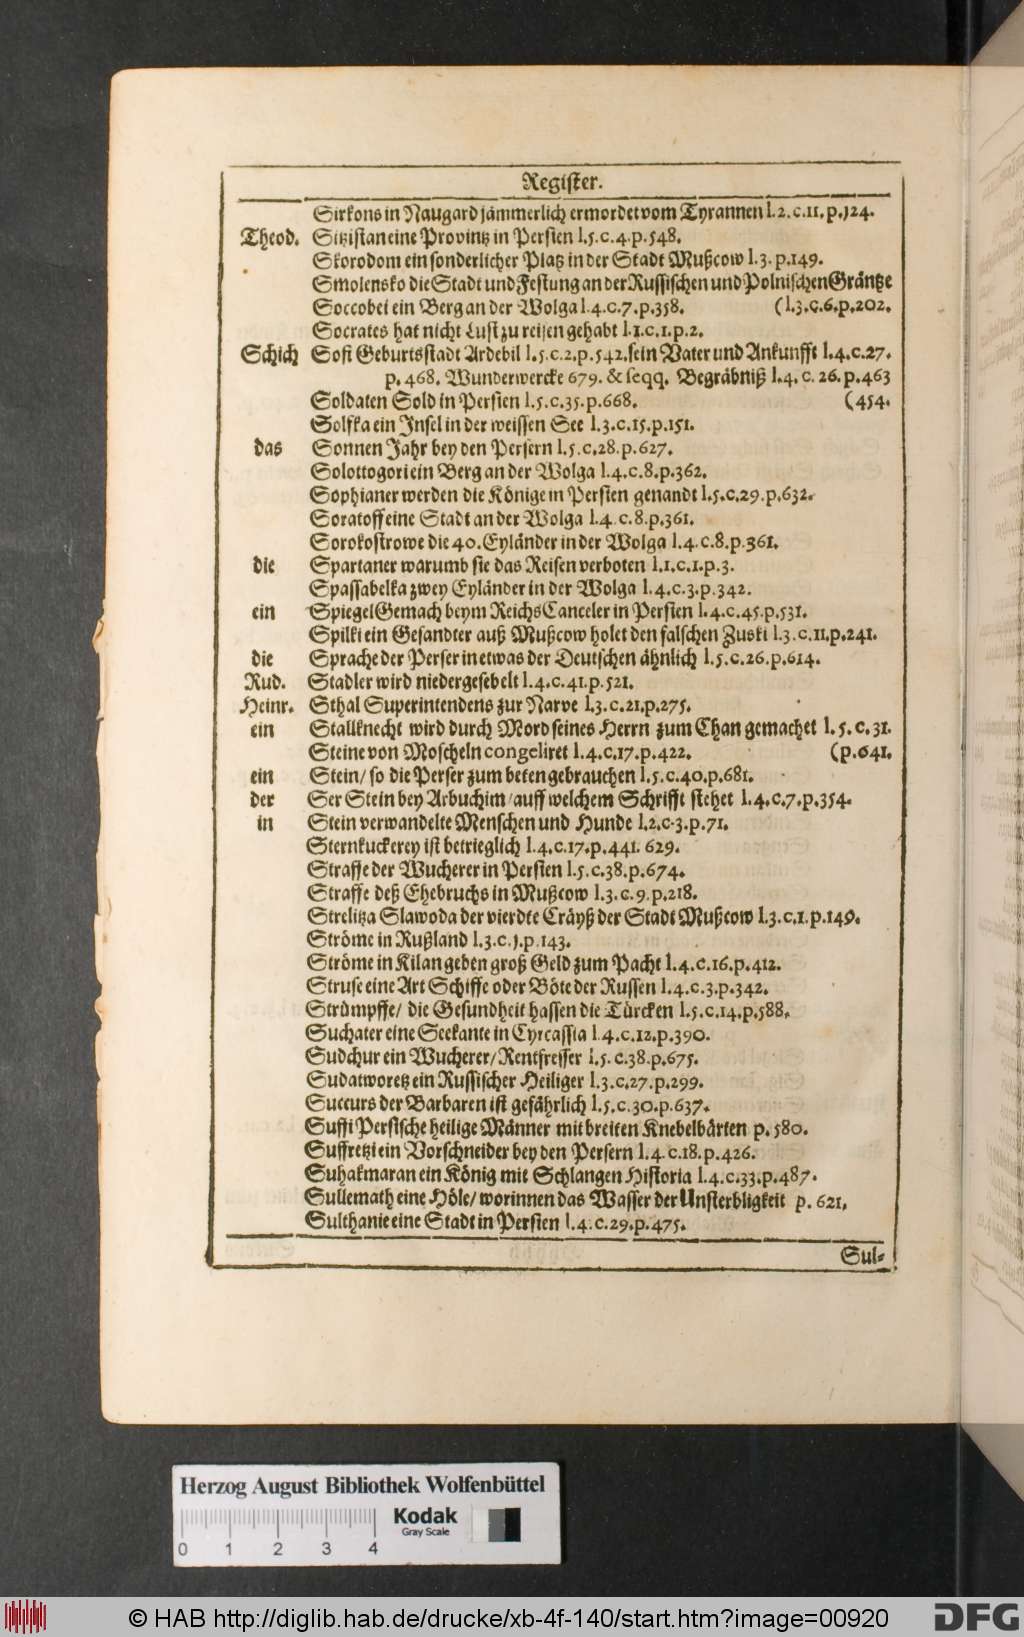 Register.
Sirkons in Naugard jämmerlich ermordet vom Tyrannen l.2.c.11.p.124.
Theod. Sitzistan eine Provintz in Persien l.5.c.4.p.548.
Skorodom ein sonderlicher Platz in der Stadt Mußcow l.3.p.149.
Smolensko die Stadt und Festung an der Russischen und Polnischen Gräntze
Soccobei ein Berg an der Wolga l.4.c.7.p.358. (l.3.c.6.p.202.
Socrates hat nicht Lust zu reisen gehabt l.1.c.1.p.2.
Schich Sofi Geburtsstadt Ardebil l.5.c.2.p.542. sein Vater und Ankunfft l.4.c.27.
p.468. Wunderwercke 679. & seqq. Begräbniß l.4.c.26.p.463
Soldaten Sold in Persien l.5.c.35.p.668. (454.
Solfka ein Insel in der weissen See l.3.c.15.p.151.
das Sonnen Jahr bey den Persern l.5.c.28.p.627.
Solottogori ein Berg an der Wolga l.4.c.8.p.362.
Sophianer werden die Könige in Persien genandt l.5.c.29.p.632.
Soratoff eine Stadt an der Wolga l.4.c.8.p.361.
Sorokostrowe die 40. Eyländer in der Wolga l.4.c.8.p.361.
die Spartaner warumb sie das Reisen verboten l.1.c.1.p.3.
Spassabelka zwey Eyländer in der Wolga l.4.c.3.p.342.
ein Spiegel Gemach beym ReichsCanceler in Persien l.4.c.45.p.531.
Spilki ein Gesandter auß Mußcow holet den falschen Zuski l.3.c.11.p.241.
die Sprache der Perser in etwas der Deutschen ähnlich l.5.c.26.p.614.
Rud. Stadler wird niedergesebelt l.4.c.41.p.521.
Heinr. Sthal Superintendens zur Narve l.3.c.21.p.275.
ein Stallknecht wird durch Mord seines Herrn zum Chan gemachet l.5.c.31.
Steine von Moscheln congeliret l.4.c.17.p.422. (p.641.
ein Stein/ so die Perser zum beten gebrauchen l.5.c.40.p.681.
der Ser Stein bey Arbuchim/ auff welchem Schrifft stehet l.4.c.7.p.354.
in Stein verwandelte Menschen und Hunde l.2.c.3.p.71.
Sternkuckerey ist betrieglich l.4.c.17.p.441. 629.
Straffe der Wucherer in Persien l.5.c.38.p.674.
Straffe deß Ehebruchs in Mußcow l.3.c.9.p.218.
Strelitza Slawoda der vierdte Cräyß der Stadt Mußcow l.3.c.1.p.149.
Ströme in Rußland l.3.c.1.p.143.
Ströme in Kilan geben groß Geld zum Pacht l.4.c.16.p.412.
Struse eine Art Schiffe oder Böte der Russen l.4.c.3.p.342.
Strümpffe/ die Gesundheit hassen die Türcken l.5.c.14.p.588.
Suchater eine Seekante in Cyrcassia l.4.c.12.p.390.
Sudchur ein Wucherer/ Rentfresser l.5.c.38.p.675.
Sudatworetz ein Russischer Heiliger l.3.c.27.p.299.
Succurs der Barbaren ist gefährlich l.5.c.30.p.637.
Suffi Persische heilige Männer mit breiten Knebelbärten p.580.
Suffretzi ein Vorschneider bey den Persern l.4.c.18.p.426.
Suhakmaran ein König mit Schlangen Historia l.4.c.33.p.487.
Sullemath eine Höle/ worinnen das Wasser der Unsterbligkeit p.621.
Sulthanie eine Stadt in Persien l.4.c.29.p.475.
Sul-
Herzog August Bibliothek Wolfenbüttel
Kodak
Gray Scale
0 1 2 3 4
© HAB http://diglib.hab.de/drucke/xb-4f-140/start.htm?image=00920
DFG